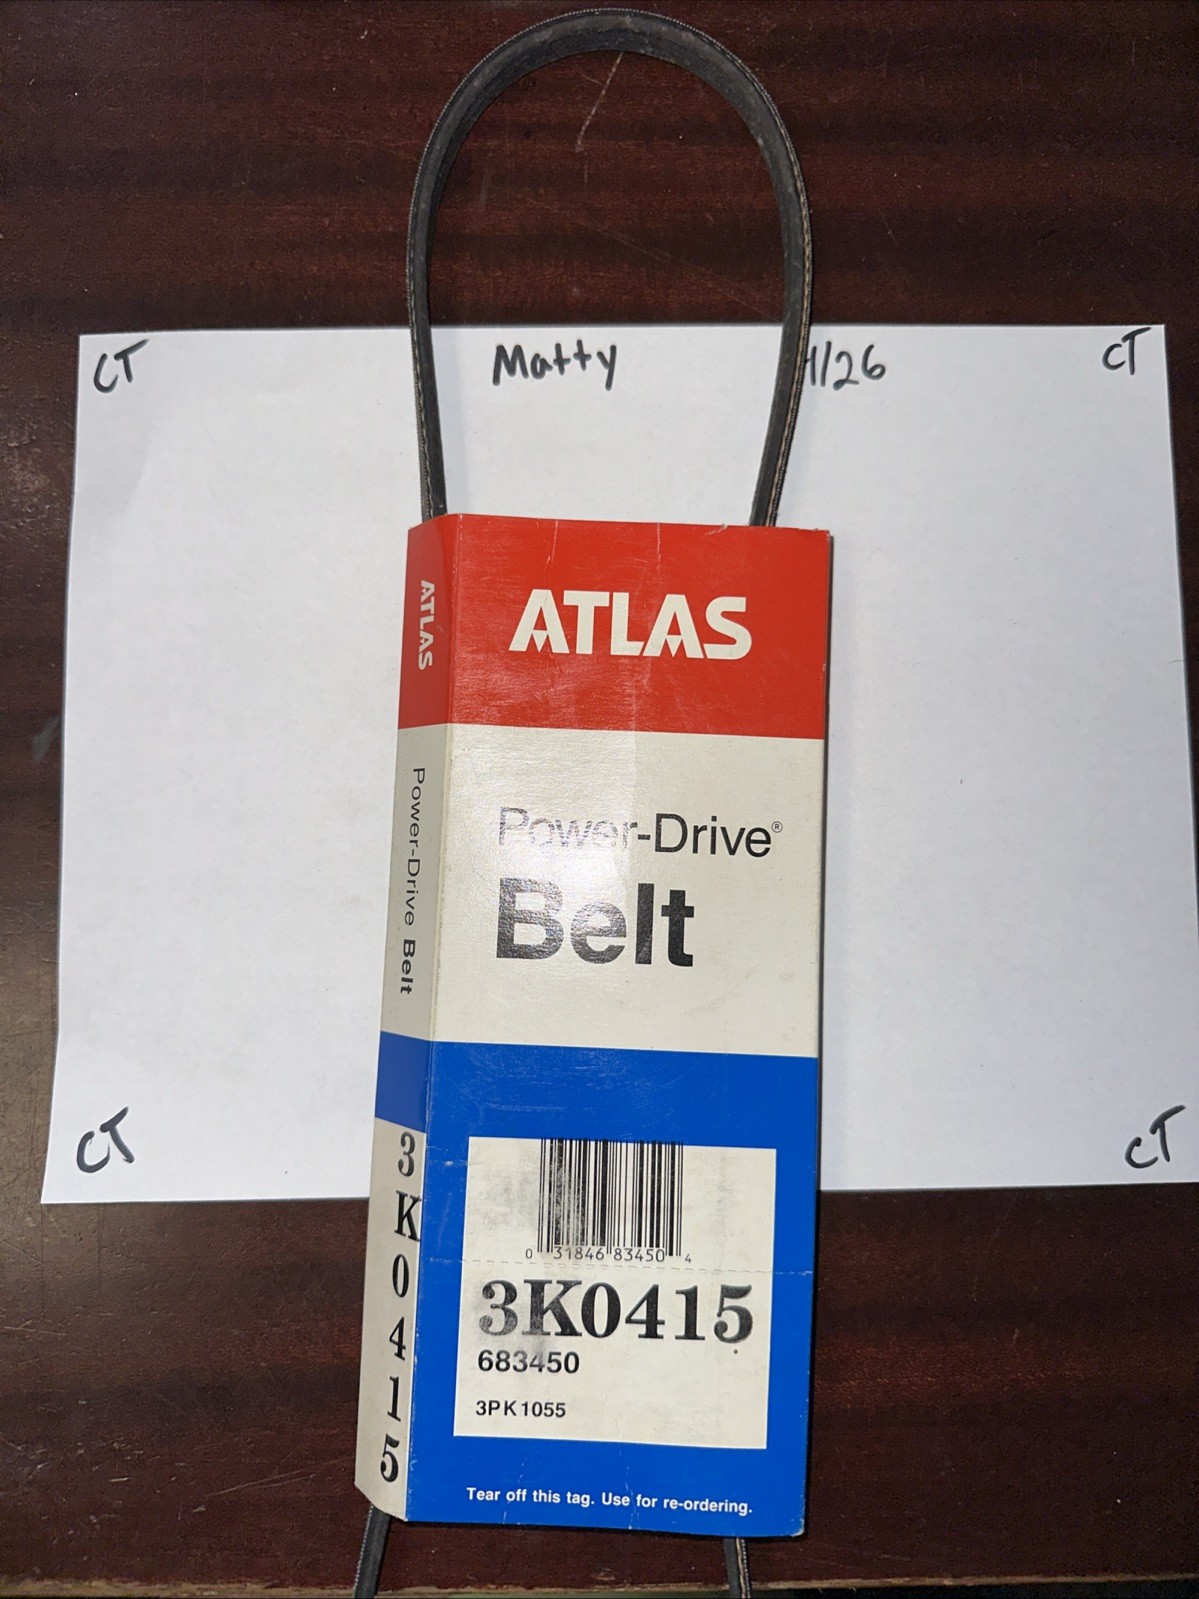 CT
Matty
1/26
CT
ATLAS
ATLAS
Power-Drive®
Belt
Power-Drive Belt
CT
CT
0 31846 83450 4
3K0415
3K0415
683450
3PK1055
Tear off this tag. Use for re-ordering.